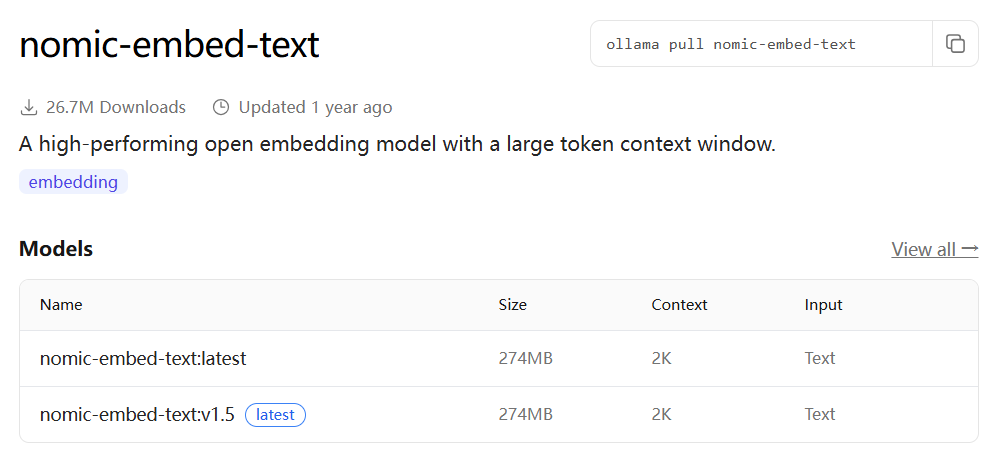 nomic-embed-text
ollama pull nomic-embed-text
26.7M Downloads Updated 1 year ago
A high-performing open embedding model with a large token context window.
embedding
Models View all →
Name Size Context Input
nomic-embed-text:latest 274MB 2K Text
nomic-embed-text:v1.5 latest 274MB 2K Text